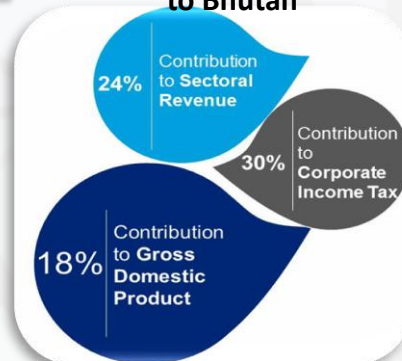 to Bhutan
24%
Contribution
to Sectoral
Revenue
30%
Contribution
to
Corporate
Income Tax
18%
Contribution
to Gross
Domestic
Product